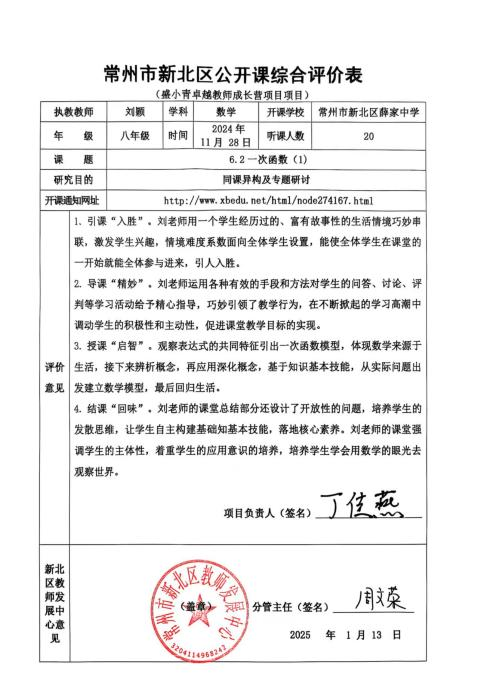 常州市新北区公开课综合评价表
（盛小青卓越教师成长营项目项目）
执教教师 刘颖 学科 数学 开课学校 常州市新北区薛家中学
年 级 八年级 时间 2024年11月28日 听课人数 20
课 题 6.2一次函数（1）
研究目的 同课异构及专题研讨
开课通知网址 http://www.xbedu.net/html/node274167.html
评价意见
1、引课“入胜”。刘老师用一个学生经历过的、富有故事性的生活情境巧妙串
联，激发学生兴趣，情境难度系数面向全体学生设置，能使全体学生在课堂的
一开始就能全体参与进来，引人入胜。
2、导课“精妙”。刘老师运用各种有效的手段和方法对学生的问答、讨论、评
判等学习活动给予精心指导，巧妙引领了教学行为，在不断掀起的学习高潮中
调动学生的积极性和主动性，促进课堂教学目标的实现。
3、授课“启智”。观察表达式的共同特征引出一次函数模型，体现数学来源于
生活，接下来辨析概念，再应用深化概念，基于知识基本技能，从实际问题出
发建立数学模型，最后回归生活。
4、结课“回味”。刘老师的课堂总结部分还设计了开放性的问题，培养学生的
发散思维，让学生自主构建基础知基本技能，落地核心素养。刘老师的课堂强
调学生的主体性，着重学生的应用意识的培养，培养学生学会用数学的眼光去
观察世界。
项目负责人（签名） 丁佳燕
新北区教师发展中心意见
常州市新北区教师发展中心
（盖章） 分管主任（签名） 周文荣
3204114968242
2025 年 1 月 13 日